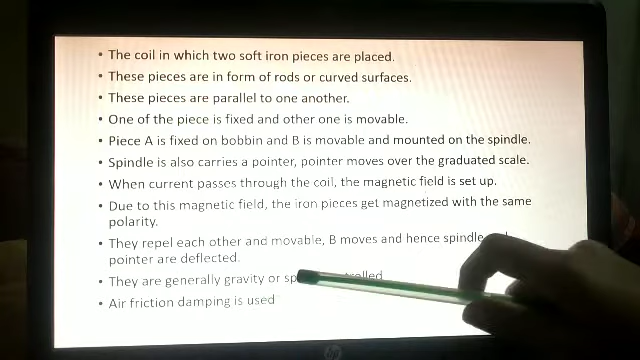 • The coil in which two soft iron pieces are placed.
• These pieces are in form of rods or curved surfaces.
• These pieces are parallel to one another.
• One of the piece is fixed and other one is movable.
• Piece A is fixed on bobbin and B is movable and mounted on the spindle.
• Spindle is also carries a pointer, pointer moves over the graduated scale.
• When current passes through the coil, the magnetic field is set up.
• Due to this magnetic field, the iron pieces get magnetized with the same
polarity.
• They repel each other and movable, B moves and hence spindle
pointer are deflected.
• They are generally gravity or
• Air friction damping is used
hp